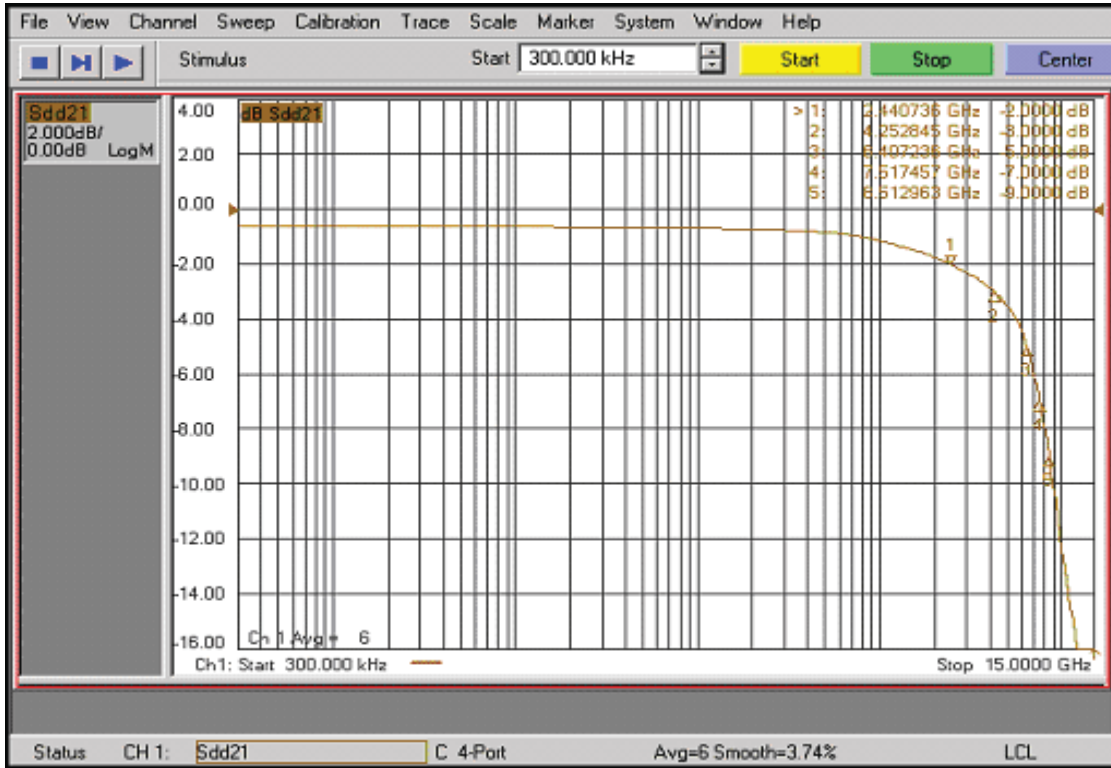 File View Channel Sweep Calibration Trace Scale Marker System Window Help
Stimulus Start 300.000 kHz Start Stop Center
Sdd21
2.000dB/
0.00dB LogM
4.00
2.00
0.00
-2.00
-4.00
-6.00
-8.00
-10.00
-12.00
-14.00
-16.00
dB Sdd21
> 1: 2.440736 GHz -2.0000 dB
2: 4.252845 GHz -3.0000 dB
3: 6.407236 GHz -5.0000 dB
4: 7.517457 GHz -7.0000 dB
5: 8.512963 GHz -9.0000 dB
1
2
3
4
5
Ch 1 Avg = 6
Ch1: Start 300.000 kHz Stop 15.0000 GHz
Status CH 1: Sdd21 C 4-Port Avg=6 Smooth=3.74% LCL